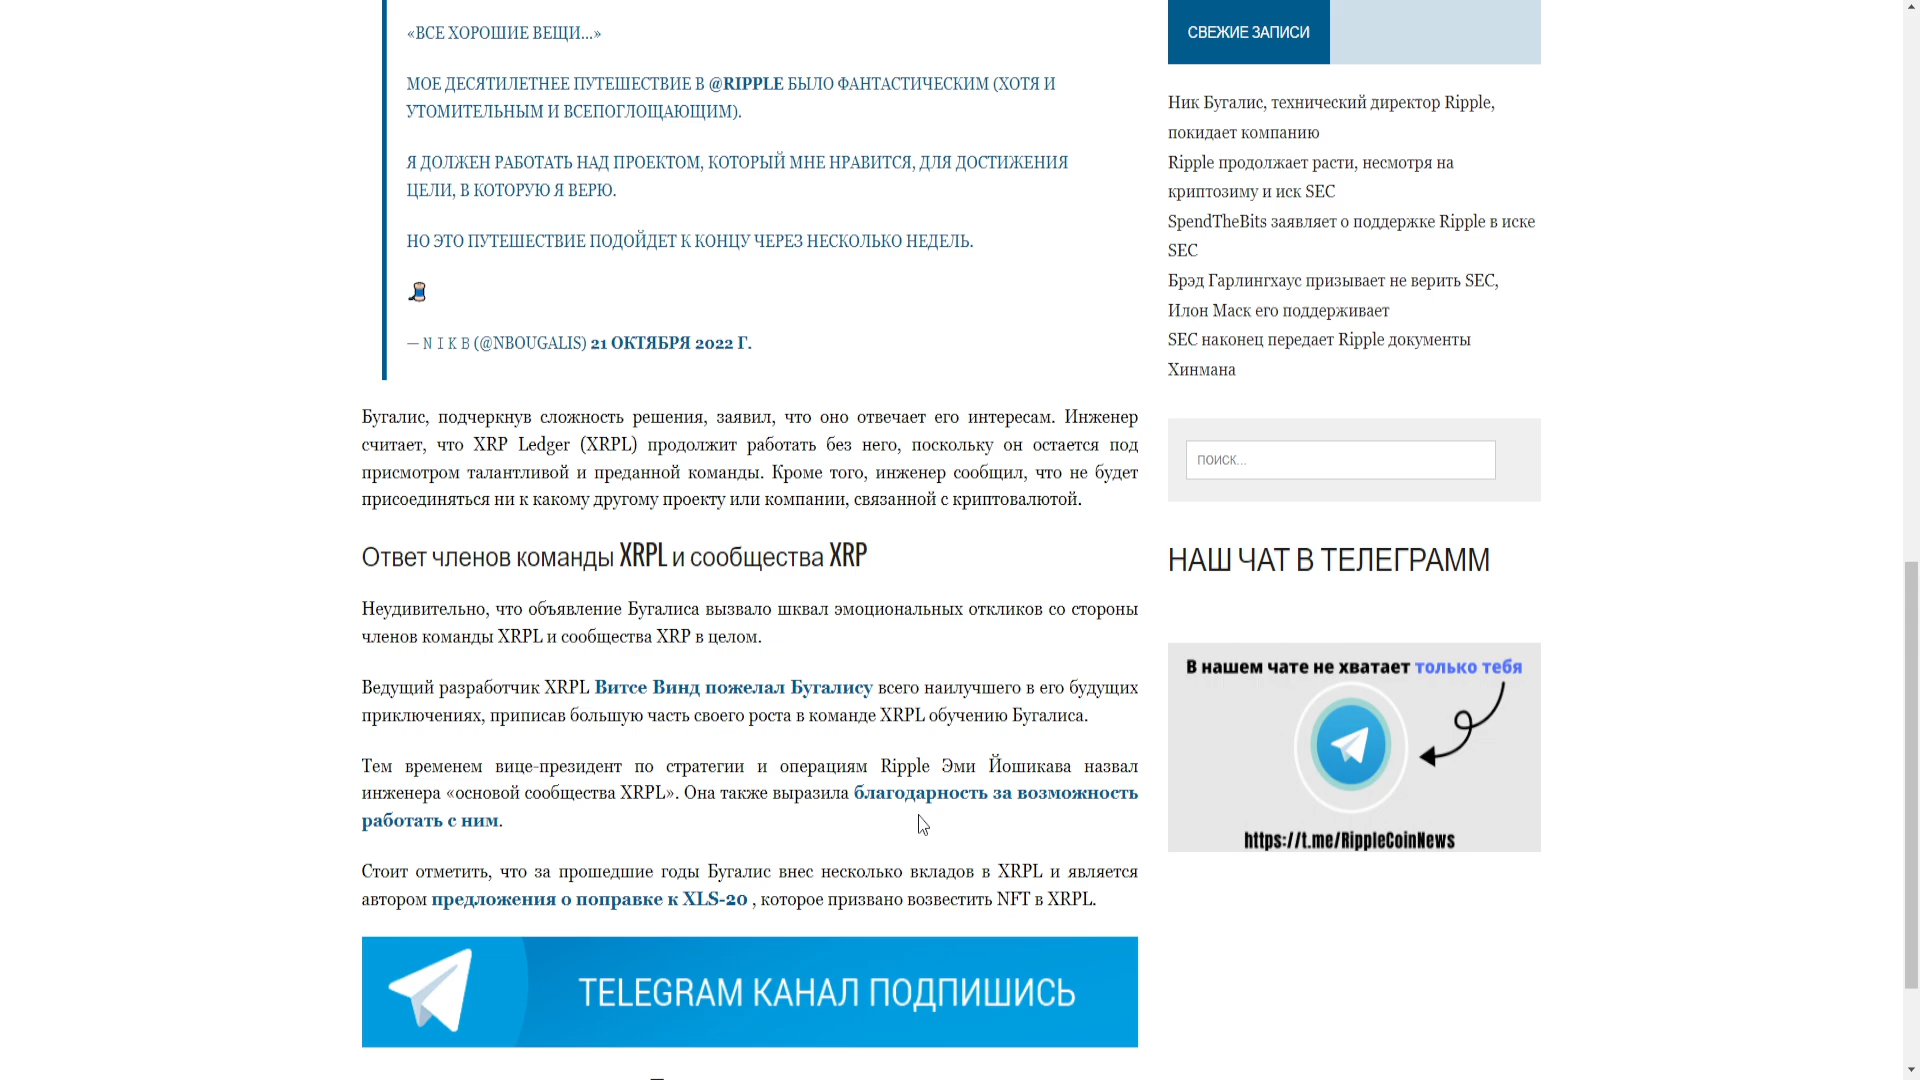 «ВСЕ ХОРОШИЕ ВЕЩИ...»
МОЕ ДЕСЯТИЛЕТНЕЕ ПУТЕШЕСТВИЕ В @RIPPLE БЫЛО ФАНТАСТИЧЕСКИМ (ХОТЯ И
УТОМИТЕЛЬНЫМ И ВСЕПОГЛОЩАЮЩИМ).
Я ДОЛЖЕН РАБОТАТЬ НАД ПРОЕКТОМ, КОТОРЫЙ МНЕ НРАВИТСЯ, ДЛЯ ДОСТИЖЕНИЯ
ЦЕЛИ, В КОТОРУЮ Я ВЕРЮ.
НО ЭТО ПУТЕШЕСТВИЕ ПОДОЙДЕТ К КОНЦУ ЧЕРЕЗ НЕСКОЛЬКО НЕДЕЛЬ.
— N I K B (@NBOUGALIS) 21 ОКТЯБРЯ 2022 Г.
Бугалис, подчеркнув сложность решения, заявил, что оно отвечает его интересам. Инженер
считает, что XRP Ledger (XRPL) продолжит работать без него, поскольку он остается под
присмотром талантливой и преданной команды. Кроме того, инженер сообщил, что не будет
присоединяться ни к какому другому проекту или компании, связанной с криптовалютой.
Ответ членов команды XRPL и сообщества XRP
Неудивительно, что объявление Бугалиса вызвало шквал эмоциональных откликов со стороны
членов команды XRPL и сообщества XRP в целом.
Ведущий разработчик XRPL Витсе Винд пожелал Бугалису всего наилучшего в его будущих
приключениях, приписав большую часть своего роста в команде XRPL обучению Бугалиса.
Тем временем вице-президент по стратегии и операциям Ripple Эми Йошикава назвал
инженера «основой сообщества XRPL». Она также выразила благодарность за возможность
работать с ним.
Стоит отметить, что за прошедшие годы Бугалис внес несколько вкладов в XRPL и является
автором предложения о поправке к XLS-20 , которое призвано возвестить NFT в XRPL.
TELEGRAM КАНАЛ ПОДПИШИСЬ
СВЕЖИЕ ЗАПИСИ
Ник Бугалис, технический директор Ripple,
покидает компанию
Ripple продолжает расти, несмотря на
криптозиму и иск SEC
SpendTheBits заявляет о поддержке Ripple в иске
SEC
Брэд Гарлингхаус призывает не верить SEC,
Илон Маск его поддерживает
SEC наконец передает Ripple документы
Хинмана
ПОИСК...
НАШ ЧАТ В ТЕЛЕГРАММ
В нашем чате не хватает только тебя
https://t.me/RippleCoinNews